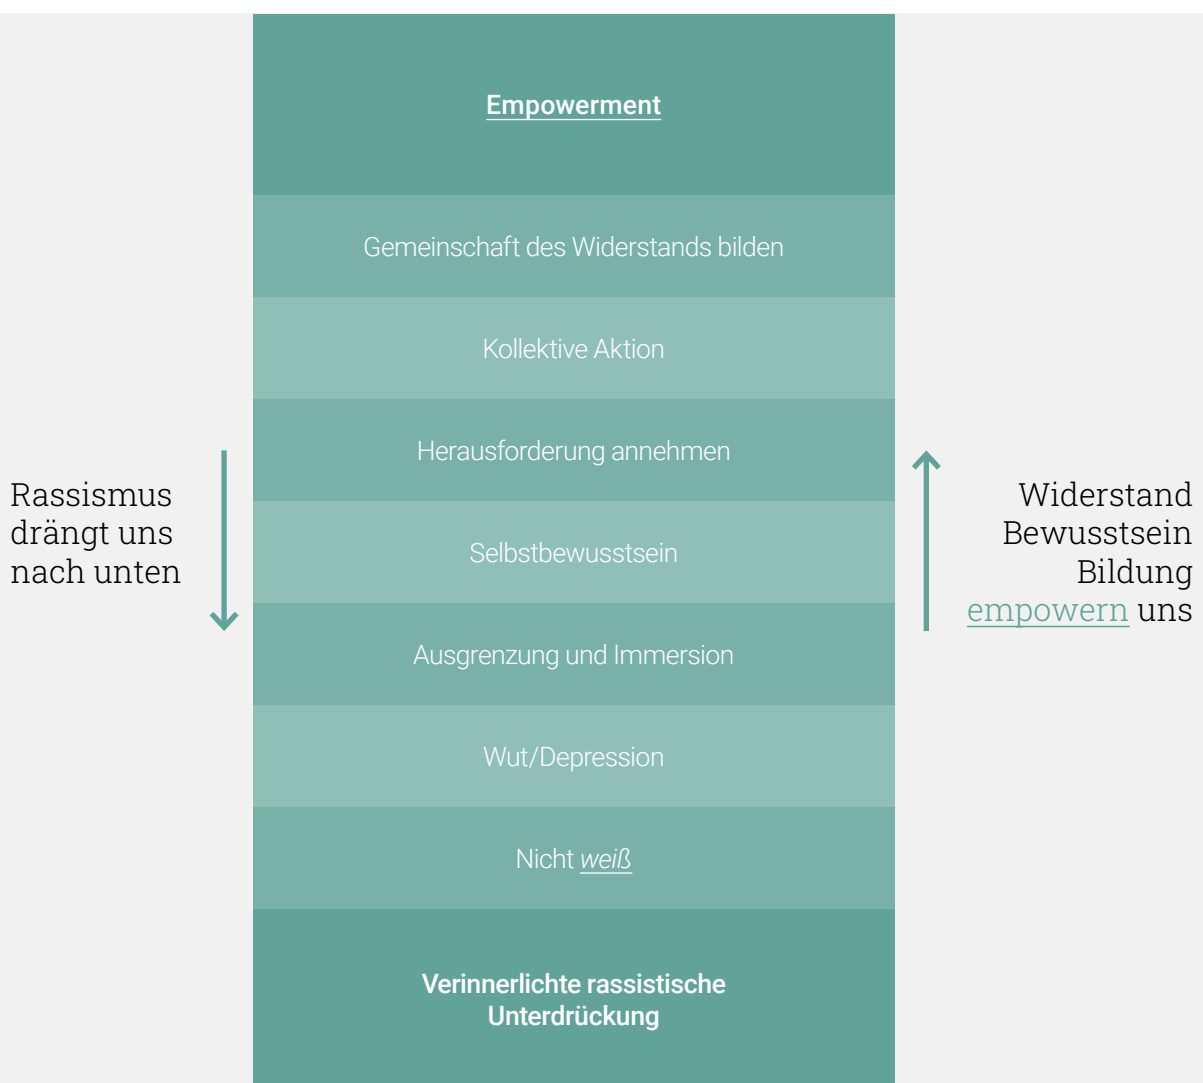 Empowerment
Gemeinschaft des Widerstands bilden
Kollektive Aktion
Herausforderung annehmen
Selbstbewusstsein
Ausgrenzung und Immersion
Wut/Depression
Nicht weiß
Verinnerlichte rassistische
Unterdrückung
Rassismus
drängt uns
nach unten
Widerstand
Bewusstsein
Bildung
empowern uns